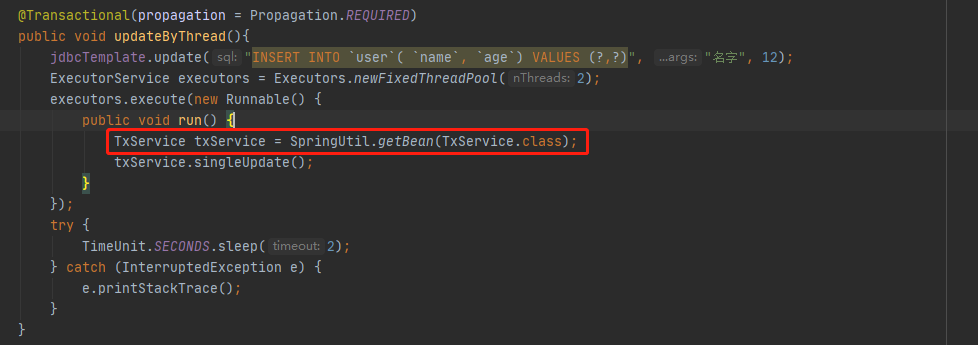 @Transactional(propagation = Propagation.REQUIRED)
public void updateByThread(){
jdbcTemplate.update( sql: "INSERT INTO `user`( `name`, `age`) VALUES (?,?)", ...args: "名字", 12);
ExecutorService executors = Executors.newFixedThreadPool( nThreads: 2);
executors.execute(new Runnable() {
public void run() {
TxService txService = SpringUtil.getBean(TxService.class);
txService.singleUpdate();
}
});
try {
TimeUnit.SECONDS.sleep( timeout: 2);
} catch (InterruptedException e) {
e.printStackTrace();
}
}